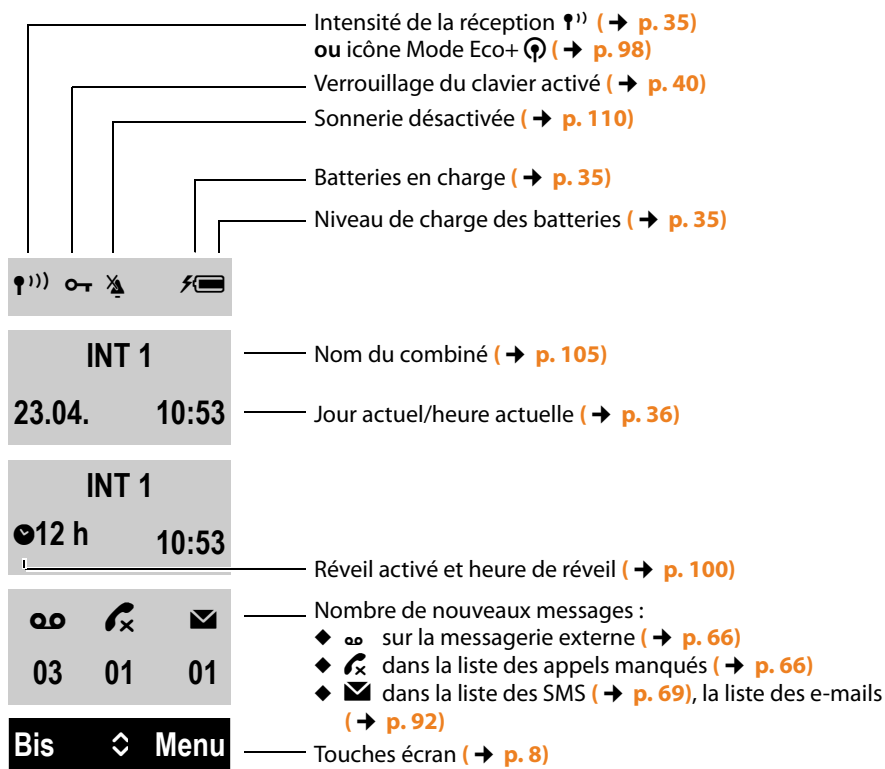 Intensité de la réception ( ➔ p. 35)
ou icône Mode Eco+ ( ➔ p. 98)
Verrouillage du clavier activé ( ➔ p. 40)
Sonnerie désactivée ( ➔ p. 110)
Batteries en charge ( ➔ p. 35)
Niveau de charge des batteries ( ➔ p. 35)
INT 1
Nom du combiné ( ➔ p. 105)
23.04. 10:53
Jour actuel/heure actuelle ( ➔ p. 36)
INT 1
12 h 10:53
Réveil activé et heure de réveil ( ➔ p. 100)
Nombre de nouveaux messages :
◆ sur la messagerie externe ( ➔ p. 66)
◆ dans la liste des appels manqués ( ➔ p. 66)
◆ dans la liste des SMS ( ➔ p. 69), la liste des e-mails
( ➔ p. 92)
03 01 01
Bis Menu
Touches écran ( ➔ p. 8)